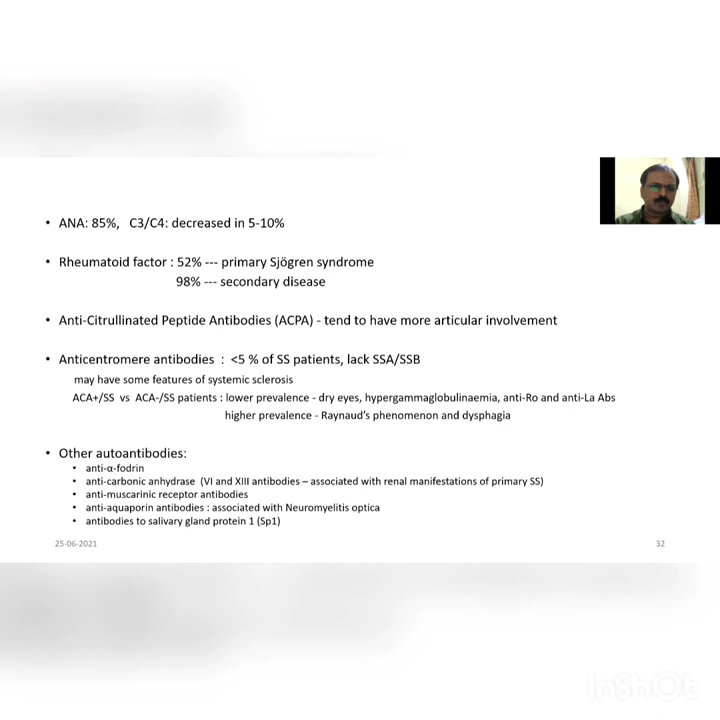 • ANA: 85%, C3/C4: decreased in 5-10%
• Rheumatoid factor : 52% --- primary Sjögren syndrome
98% --- secondary disease
• Anti-Citrullinated Peptide Antibodies (ACPA) - tend to have more articular involvement
• Anticentromere antibodies : <5 % of SS patients, lack SSA/SSB
may have some features of systemic sclerosis
ACA+/SS vs ACA-/SS patients : lower prevalence - dry eyes, hypergammaglobulinaemia, anti-Ro and anti-La Abs
higher prevalence - Raynaud's phenomenon and dysphagia
• Other autoantibodies:
• anti-α-fodrin
• anti-carbonic anhydrase (VI and XIII antibodies – associated with renal manifestations of primary SS)
• anti-muscarinic receptor antibodies
• anti-aquaporin antibodies : associated with Neuromyelitis optica
• antibodies to salivary gland protein 1 (Sp1)
25-06-2021
32
InShOt